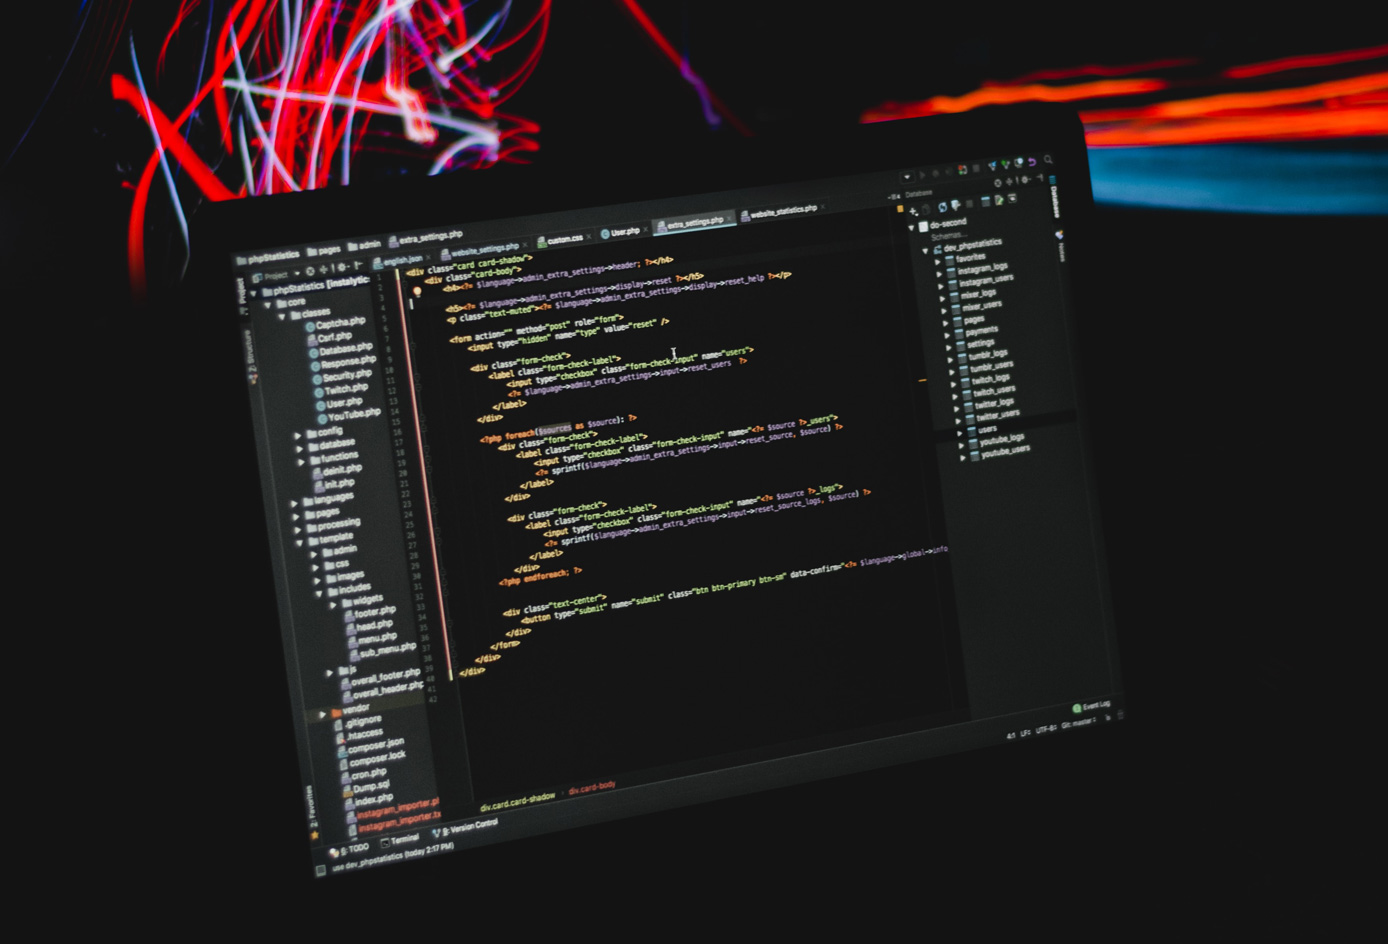 phpStatistics pages admin extra_settings.php
Project
english.json website_settings.php custom.css User.php extra_settings.php website_statistics.php
phpStatistics [instalytic
core
classes
Captcha.php
Csrf.php
Database.php
Response.php
Security.php
Twitch.php
User.php
YouTube.php
config
database
functions
deinit.php
init.php
languages
pages
processing
template
admin
css
images
includes
widgets
footer.php
head.php
menu.php
sub_menu.php
js
overall_footer.php
overall_header.php
vendor
.gitignore
.htaccess
composer.json
composer.lock
cron.php
Dump.sql
index.php
instagram_importer.p
instagram_importer.tx
<div class="card card-shadow">
<div class="card-body">
<h4><?= $language->admin_extra_settings->header; ?></h4>
<h5><?= $language->admin_extra_settings->display->reset ?></h5>
<p class="text-muted"><?= $language->admin_extra_settings->display->reset_help ?></p>
<form action="" method="post" role="form">
<input type="hidden" name="type" value="reset" />
<div class="form-check">
<label class="form-check-label">
<input type="checkbox" class="form-check-input" name="users">
<?= $language->admin_extra_settings->input->reset_users ?>
</label>
</div>
<?php foreach($sources as $source): ?>
<div class="form-check">
<label class="form-check-label">
<input type="checkbox" class="form-check-input" name="<?= $source ?>_users">
<?= sprintf($language->admin_extra_settings->input->reset_source, $source) ?>
</label>
</div>
<div class="form-check">
<label class="form-check-label">
<input type="checkbox" class="form-check-input" name="<?= $source ?>_logs">
<?= sprintf($language->admin_extra_settings->input->reset_source_logs, $source) ?>
</label>
</div>
<?php endforeach; ?>
<div class="text-center">
<button type="submit" name="submit" class="btn btn-primary btn-sm" data-confirm="<?= $language->global->info
</div>
</form>
</div>
</div>
Database
do-second
Schemas...
dev_phpstatistics
favorites
instagram_logs
instagram_users
mixer_logs
mixer_users
pages
payments
settings
tumblr_logs
tumblr_users
twitch_logs
twitch_users
twitter_logs
twitter_users
users
youtube_logs
youtube_users
Database
Project
Structure
2: Favorites
div.card.card-shadow div.card-body
6: TODO Terminal 9: Version Control
Event Log
use dev_phpstatistics (today 2:17 PM)
4:1 LF UTF-8 Git: master